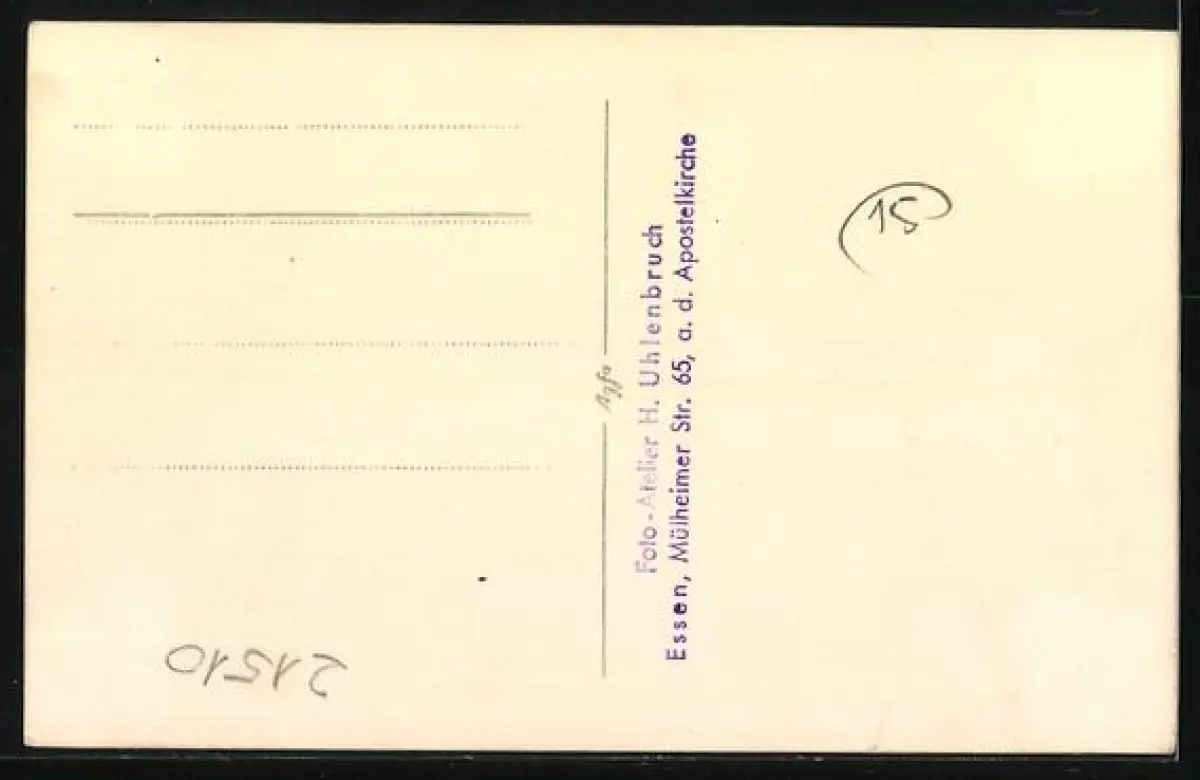 Foto-Atelier H. Uhlenbruch
Essen, Mülheimer Str. 65, a. d. Apostelkirche
Agfa
15
21510